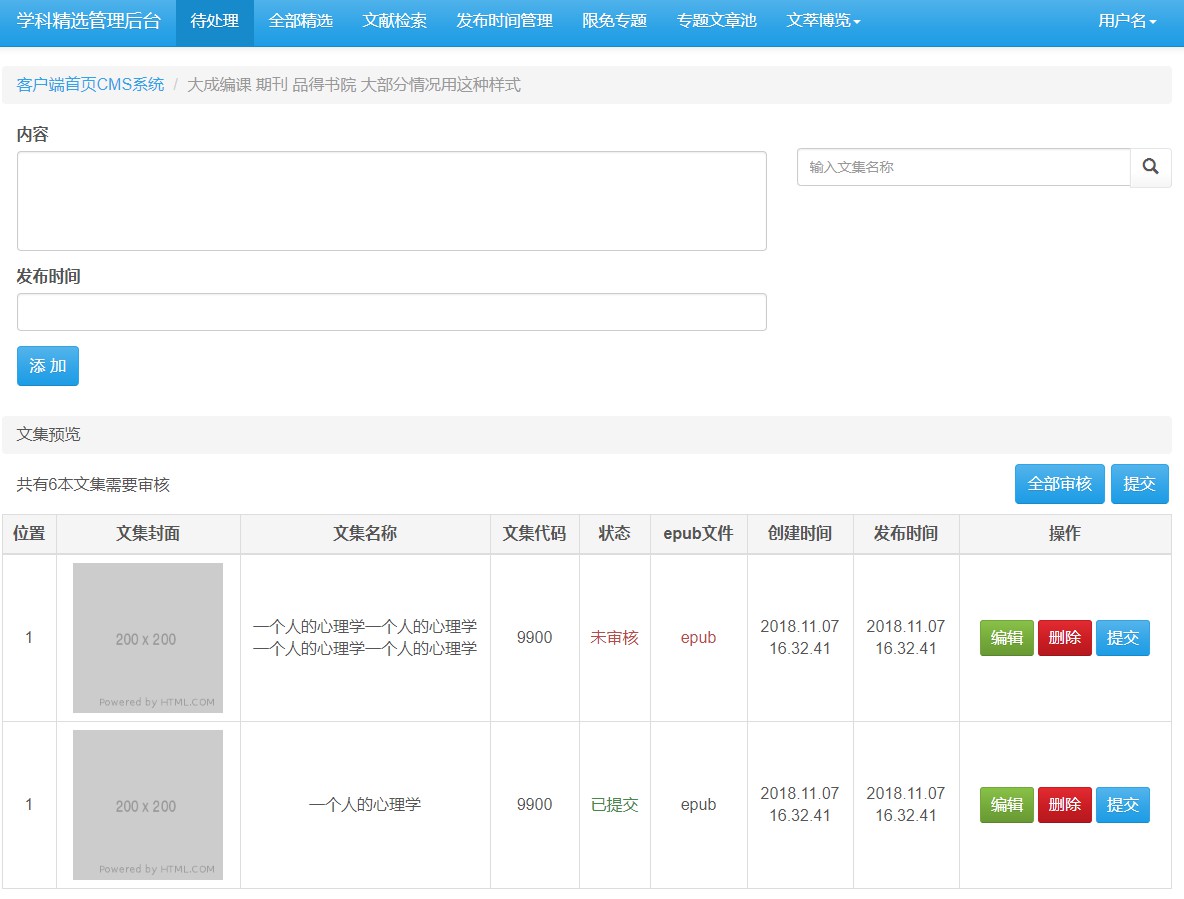 学科精选管理后台 待处理 全部精选 文献检索 发布时间管理 限免专题 专题文章池 文萃博览 用户名
客户端首页CMS系统 / 大成编课 期刊 品得书院 大部分情况用这种样式
内容
输入文集名称
发布时间
添 加
文集预览
共有6本文集需要审核 全部审核 提交
位置 文集封面 文集名称 文集代码 状态 epub文件 创建时间 发布时间 操作
1 200 x 200 Powered by HTML.COM 一个人的心理学一个人的心理学
一个人的心理学一个人的心理学 9900 未审核 epub 2018.11.07
16.32.41 2018.11.07
16.32.41 编辑 删除 提交
1 200 x 200 Powered by HTML.COM 一个人的心理学 9900 已提交 epub 2018.11.07
16.32.41 2018.11.07
16.32.41 编辑 删除 提交